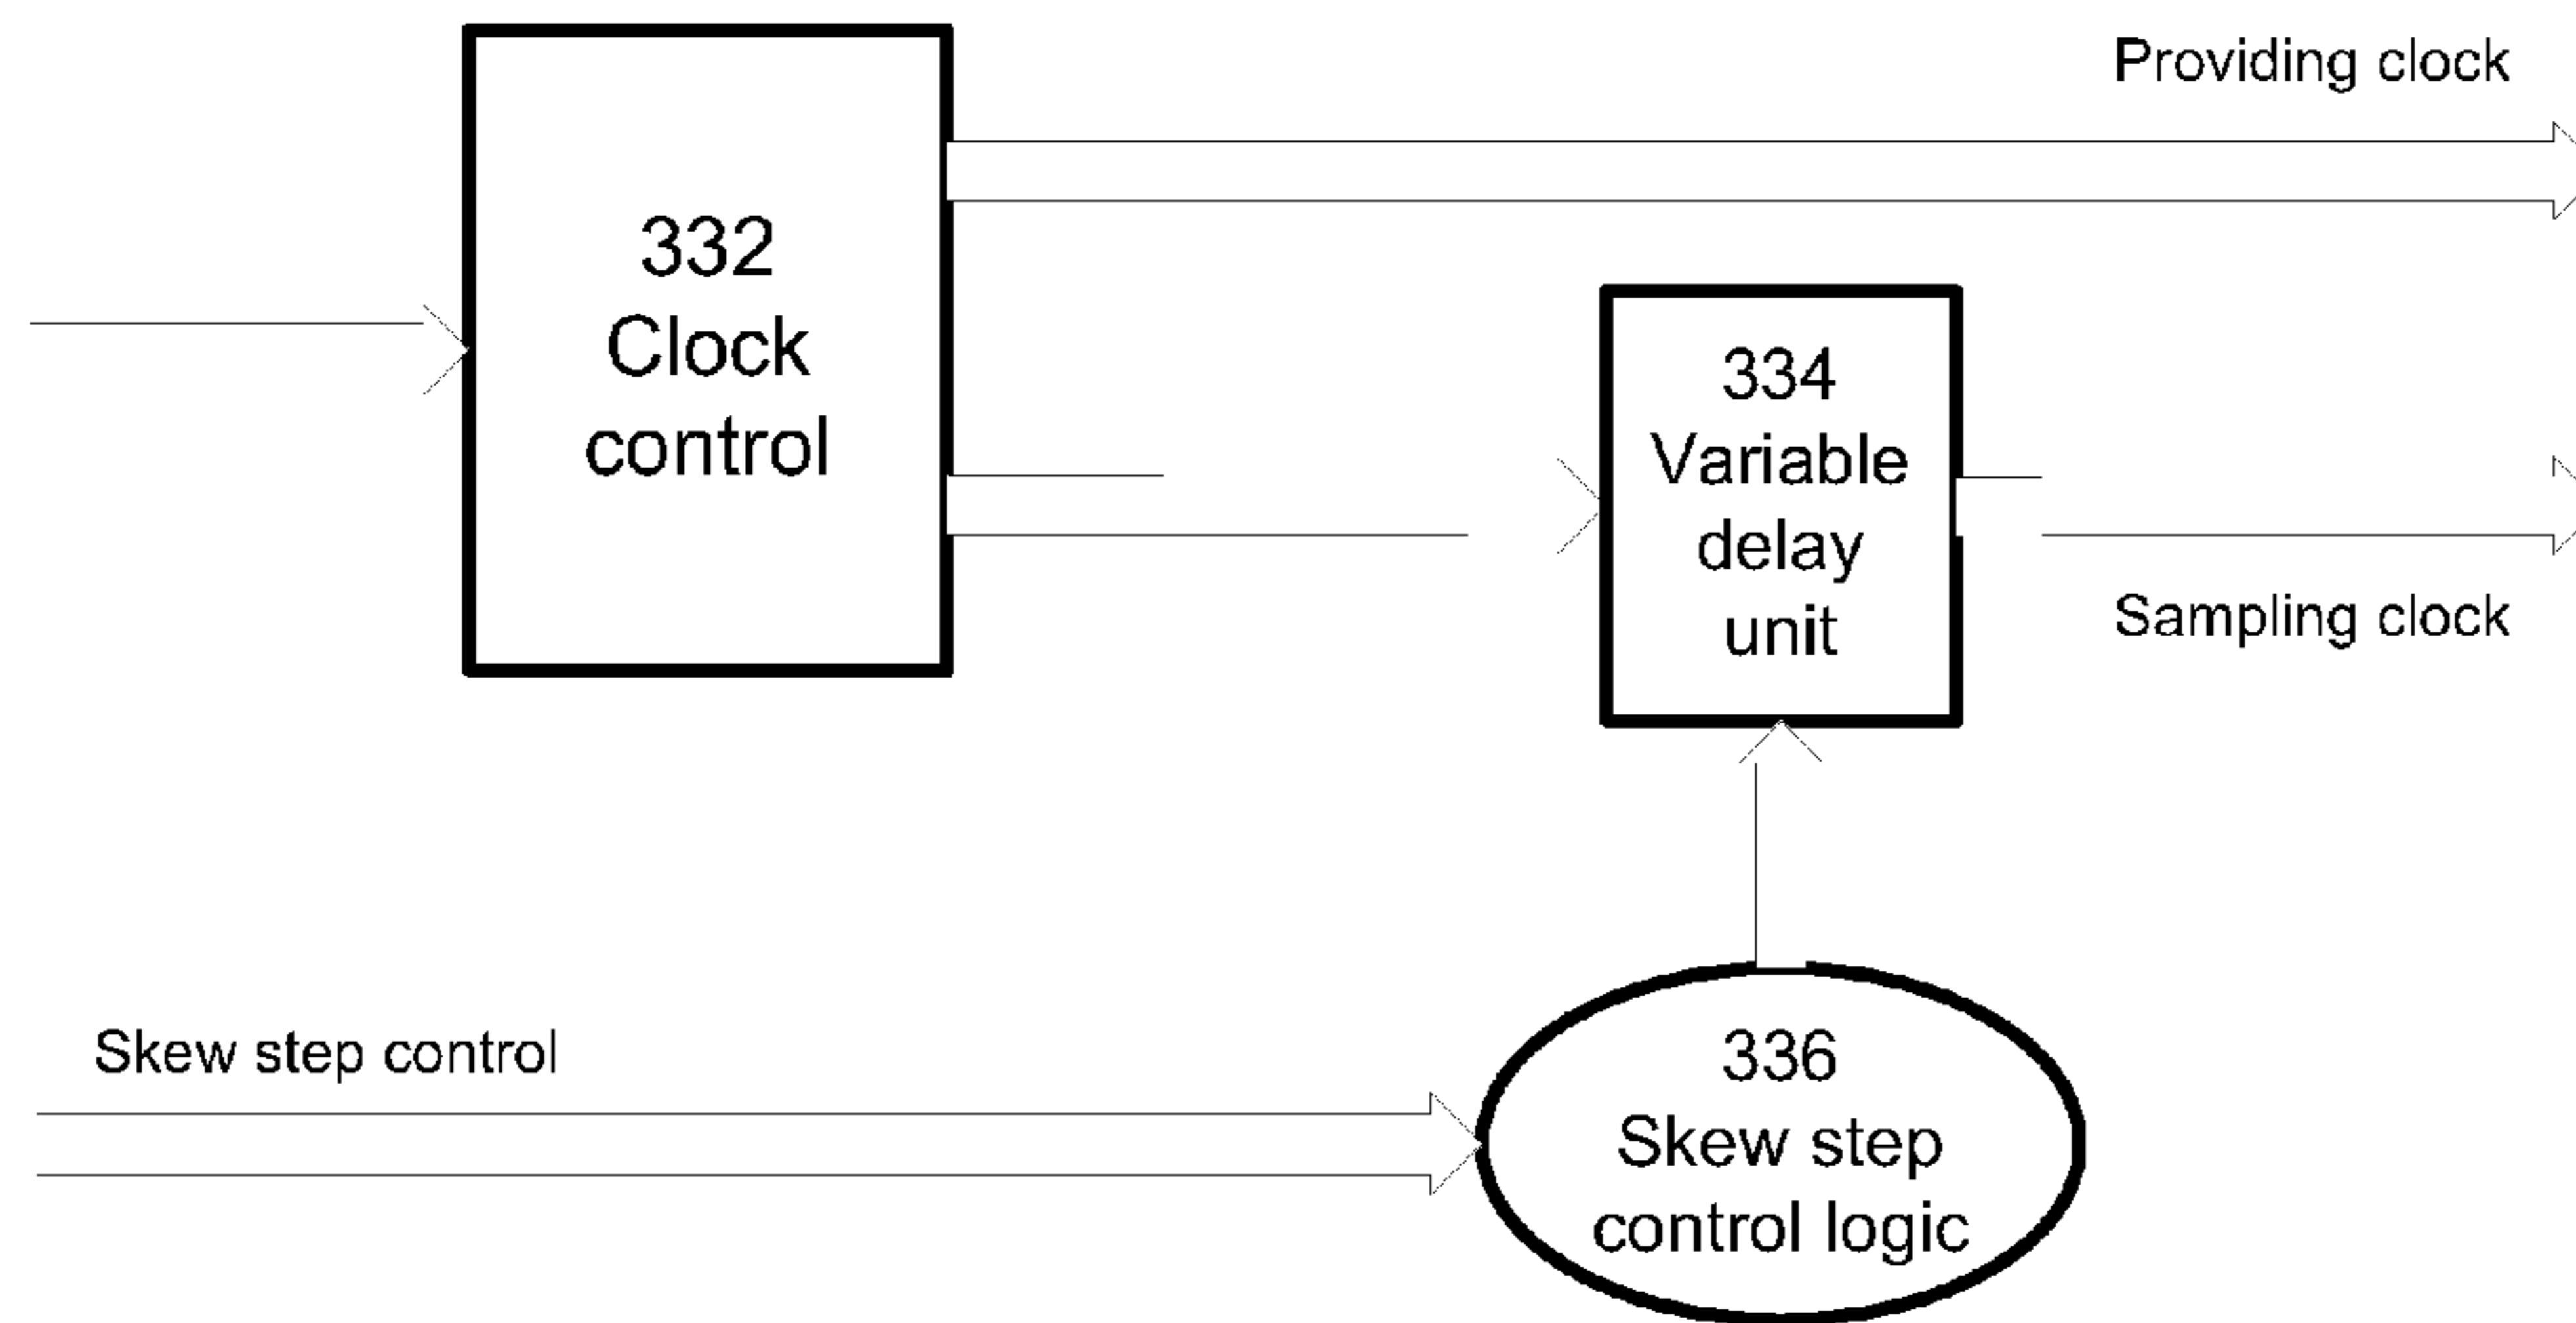 Providing clock
332
Clock
control
334
Variable
delay
unit
Sampling clock
Skew step control
336
Skew step
control logic